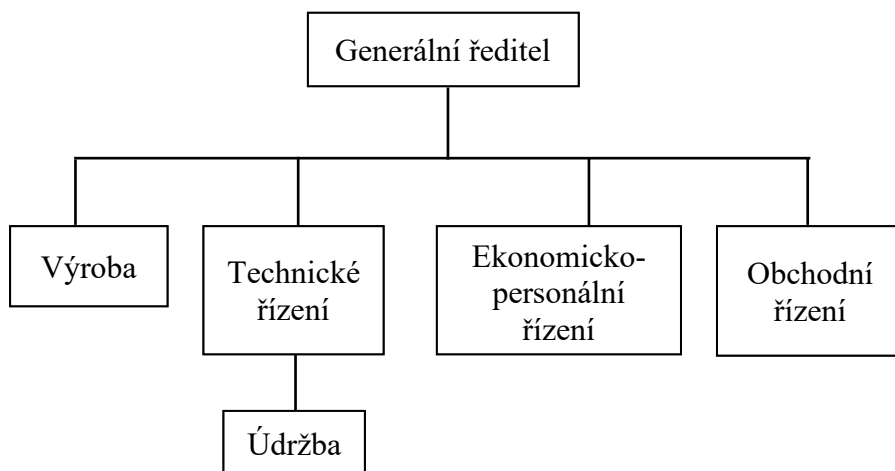 Generální ředitel
Výroba
Technické
řízení
Ekonomicko-
personální
řízení
Obchodní
řízení
Údržba